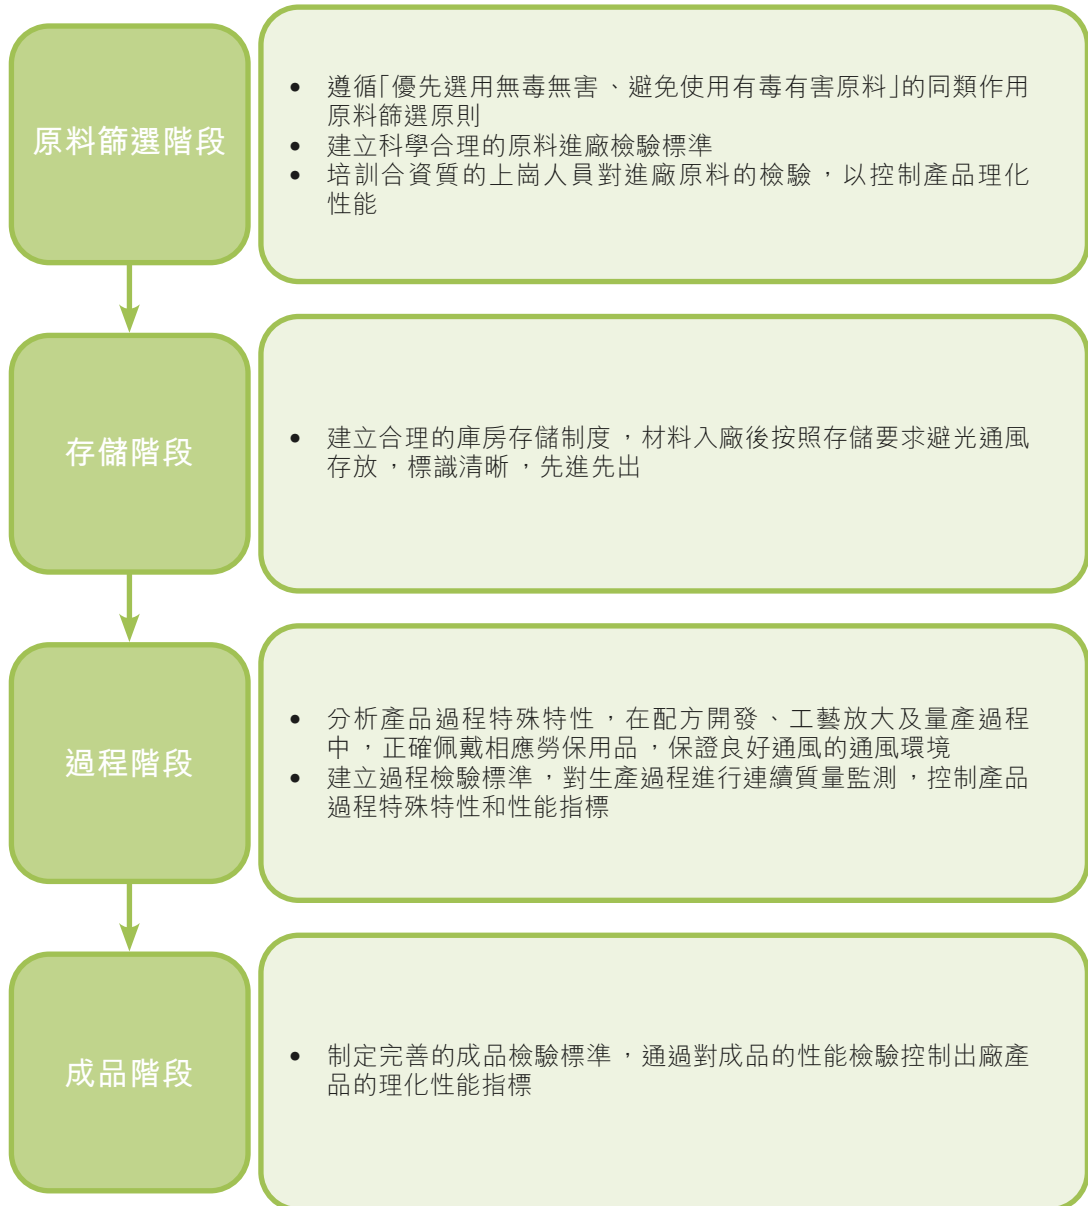 原料篩選階段
• 遵循「優先選用無毒無害、避免使用有毒有害原料」的同類作用
原料篩選原則
• 建立科學合理的原料進廠檢驗標準
• 培訓合資質的上崗人員對進廠原料的檢驗，以控制產品理化
性能
存儲階段
• 建立合理的庫房存儲制度，材料入廠後按照存儲要求避光通風
存放，標識清晰，先進先出
過程階段
• 分析產品過程特殊特性，在配方開發、工藝放大及量產過程
中，正確佩戴相應勞保用品，保證良好通風的通風環境
• 建立過程檢驗標準，對生產過程進行連續質量監測，控制產品
過程特殊特性和性能指標
成品階段
• 制定完善的成品檢驗標準，通過對成品的性能檢驗控制出廠產
品的理化性能指標